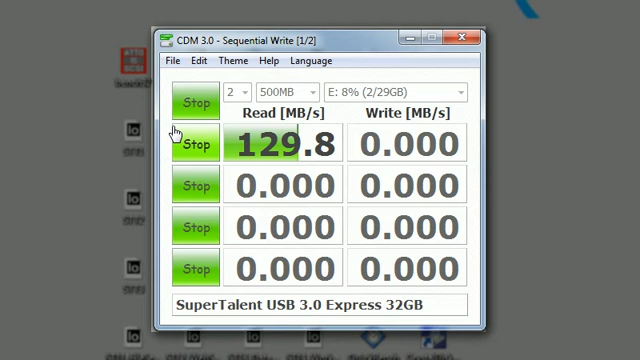 CDM 3.0 - Sequential Write [1/2]
File Edit Theme Help Language
Stop 2 500MB E: 8% (2/29GB)
Read [MB/s] Write [MB/s]
Stop 129.8 0.000
Stop 0.000 0.000
Stop 0.000 0.000
Stop 0.000 0.000
SuperTalent USB 3.0 Express 32GB